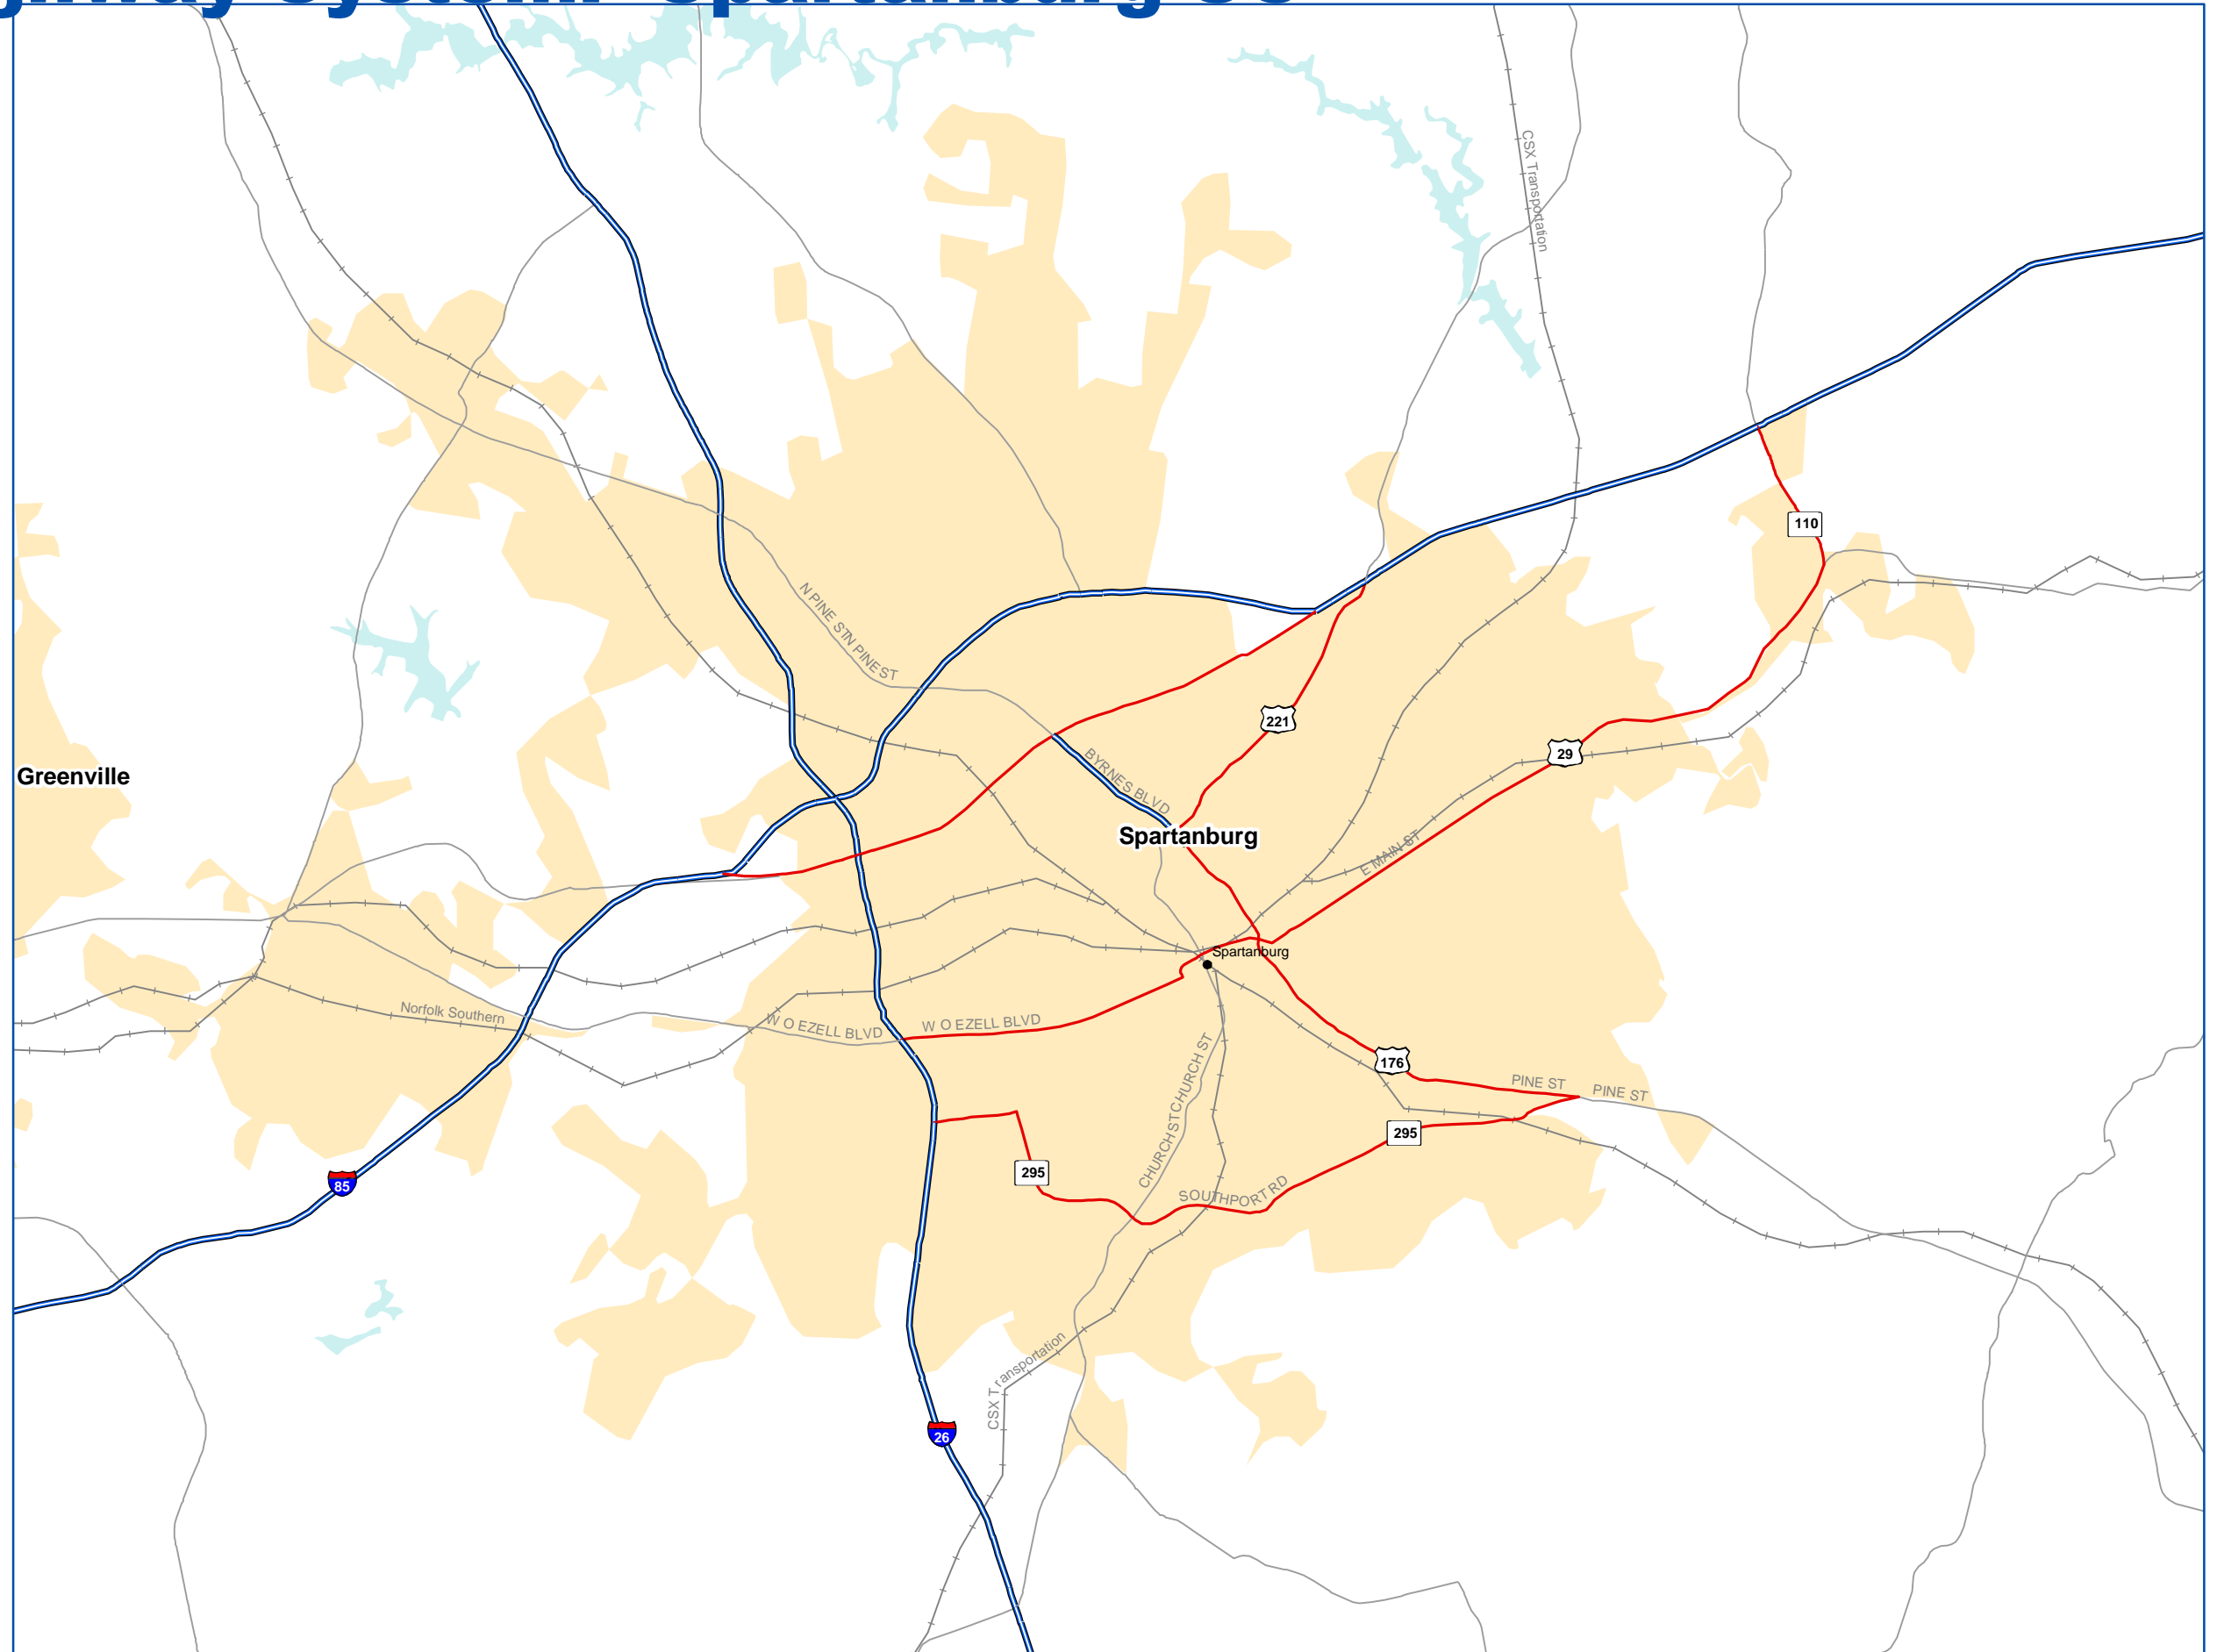 CSX Transportation
110
N PINE ST
N PINE ST
221
29
Greenville
BYRNES BLVD
Spartanburg
E MAIN ST
Spartanburg
Norfolk Southern
W O EZELL BLVD
W O EZELL BLVD
CHURCH ST
CHURCH ST
176
PINE ST
PINE ST
295
295
85
SOUTHPORT RD
CSX Transportation
26